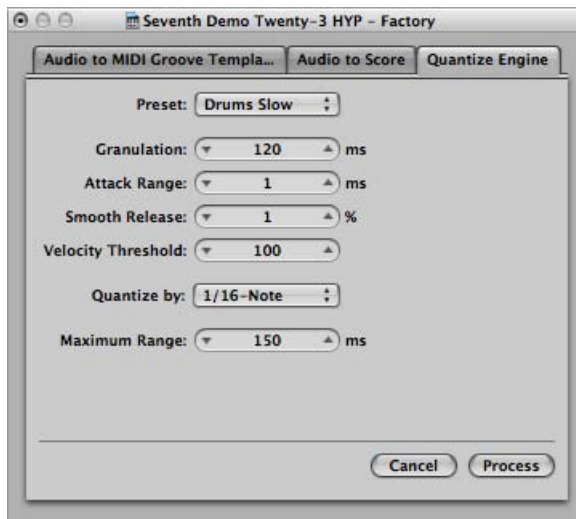 Seventh Demo Twenty-3 HYP - Factory
Audio to MIDI Groove Templa... Audio to Score Quantize Engine
Preset: Drums Slow
Granulation: 120 ms
Attack Range: 1 ms
Smooth Release: 1 %
Velocity Threshold: 100
Quantize by: 1/16-Note
Maximum Range: 150 ms
Cancel Process